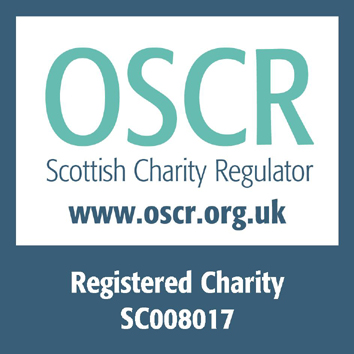 OSCR
Scottish Charity Regulator
www.oscr.org.uk
Registered Charity
SC008017